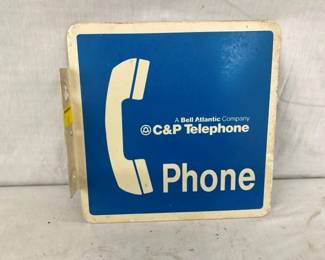 A Bell Atlantic Company
C&P Telephone
Phone